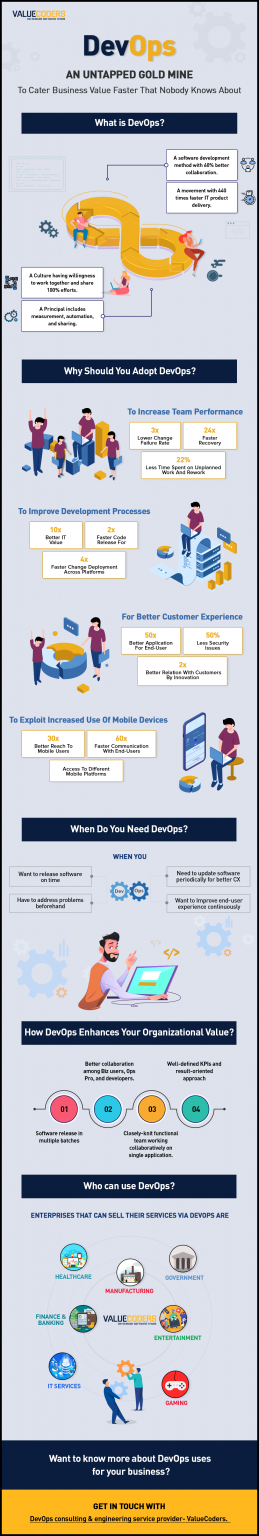 VALUECODERS
DevOps
AN UNTAPPED GOLD MINE
To Cater Business Value Faster That Nobody Knows About
What is DevOps?
A software development
method with 60% better
collaboration.
A movement with 440
times faster IT product
delivery.
A Culture having willingness
to work together and share
100% efforts.
A Principal includes
measurement, automation,
and sharing.
Why Should You Adopt DevOps?
To Increase Team Performance
3x
Lower Change
Failure Rate
24x
Faster
Recovery
22%
Less Time Spent on Unplanned
Work And Rework
To Improve Development Processes
10x
Better IT
Value
2x
Faster Code
Release For
4x
Faster Change Deployment
Across Platforms
For Better Customer Experience
50x
Better Application
For End-User
50%
Less Security
Issues
2x
Better Relation With Customers
By Innovation
To Exploit Increased Use Of Mobile Devices
30x
Better Reach To
Mobile Users
60x
Faster Communication
With End-Users
Access To Different
Mobile Platforms
When Do You Need DevOps?
WHEN YOU
Want to release software
on time
Need to update software
periodically for better CX
Dev Ops
Have to address problems
beforehand
Want to Improve end-user
experience continuously
How DevOps Enhances Your Organizational Value?
Better collaboration
among Biz users, Ops
Pro, and developers.
Well-defined KPIs and
result-oriented
approach
01
02
03
04
Software release in
multiple batches
Closely-knit functional
team working
collaboratively on
single application.
Who can use DevOps?
ENTERPRISES THAT CAN SELL THEIR SERVICES VIA DEVOPS ARE
HEALTHCARE
MANUFACTURING
GOVERNMENT
FINANCE &
BANKING
VALUECODERS
ENTERTAINMENT
IT SERVICES
GAMING
Want to know more about DevOps uses
for your business?
GET IN TOUCH WITH
DevOps consulting & engineering service provider- ValueCoders.